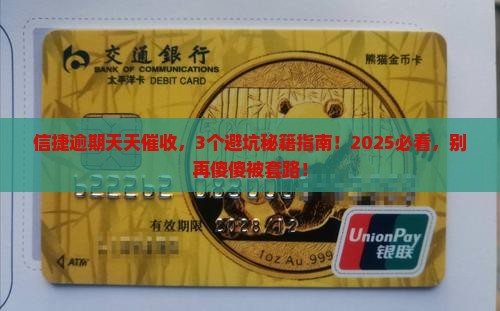 交通銀行
BANK OF COMMUNICATIONS
太平洋卡 DEBIT CARD
熊猫金币卡
信捷逾期天天催收，3个避坑秘籍指南！2025必看，别
再傻傻被套路！
有效期限 2028/12
1oz Au .999
ATM
UnionPay
银联